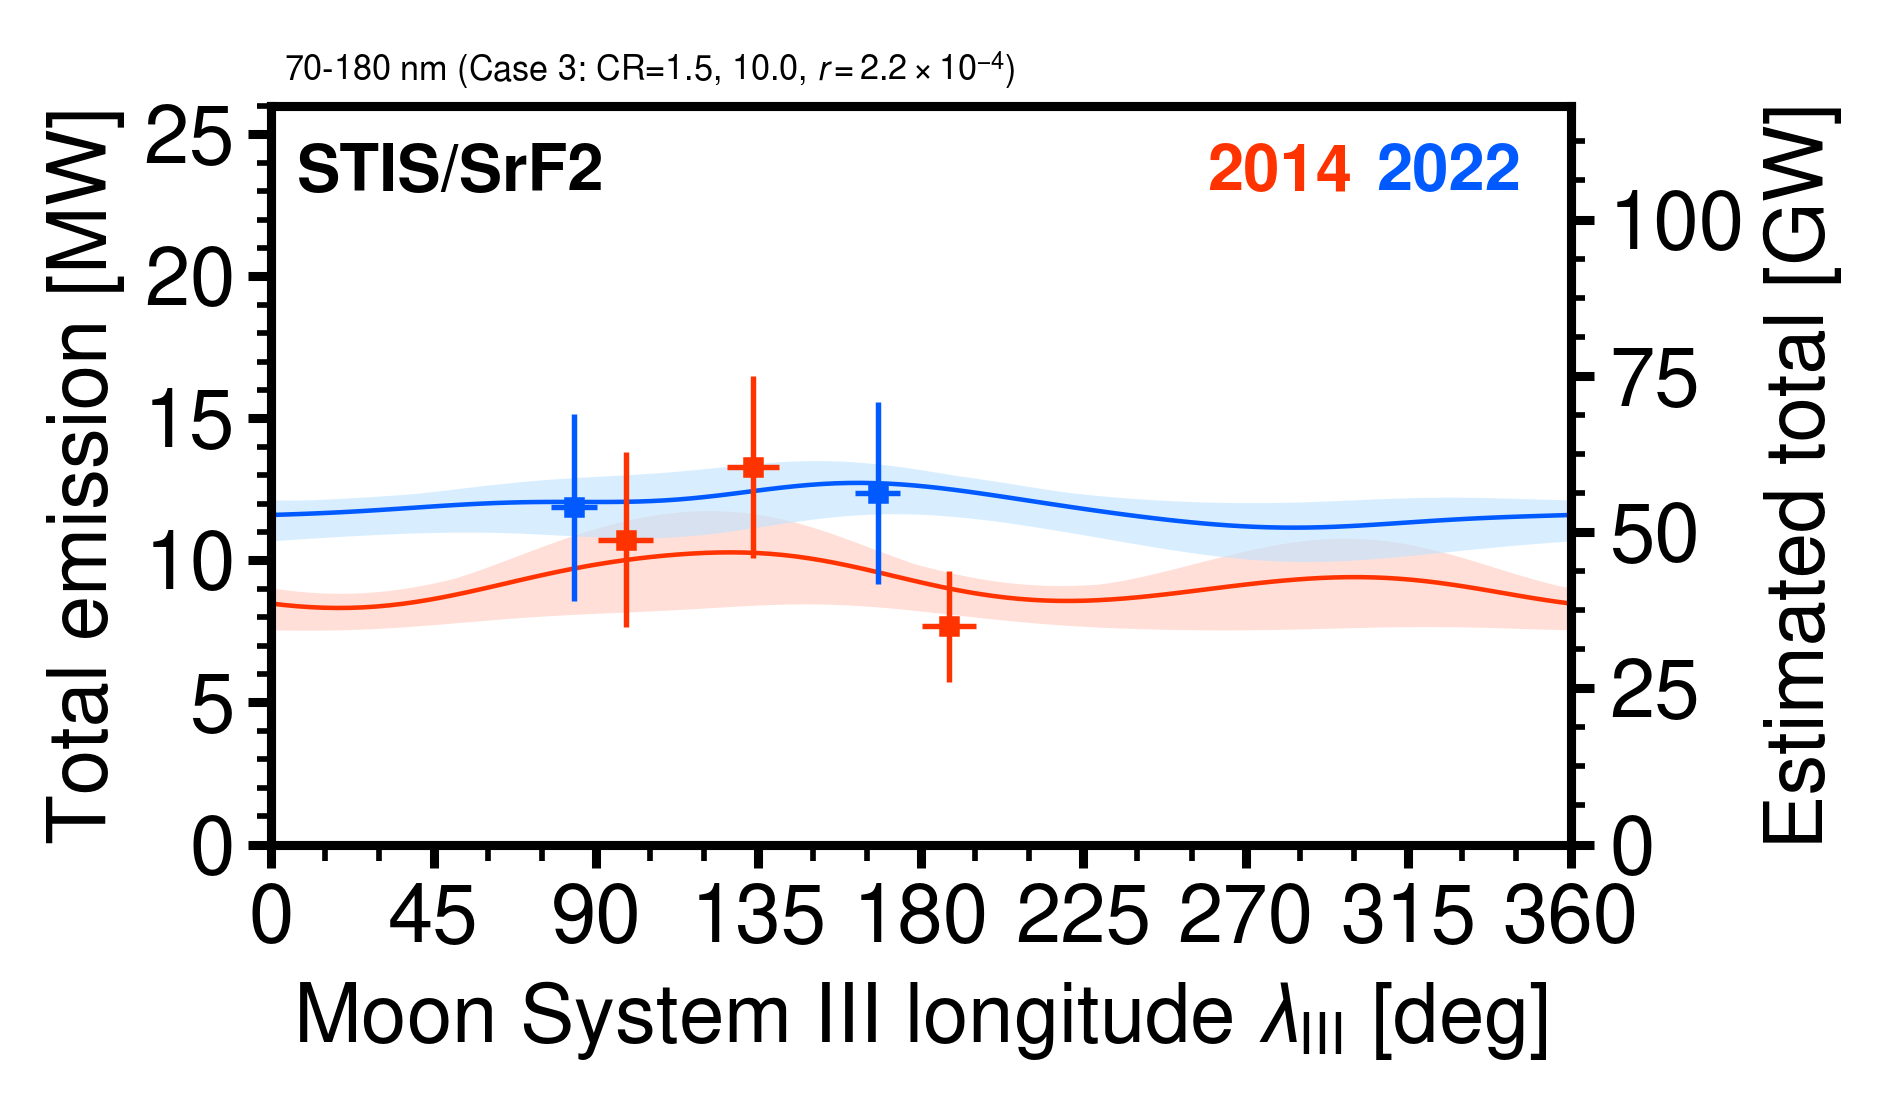 70-180 nm (Case 3: CR=1.5, 10.0, r = 2.2 × 10⁻⁴)
STIS/SrF2
2014 2022
Total emission [MW]
25
20
15
10
5
0
100
75
50
25
0
Estimated total [GW]
0 45 90 135 180 225 270 315 360
Moon System III longitude λ_III [deg]